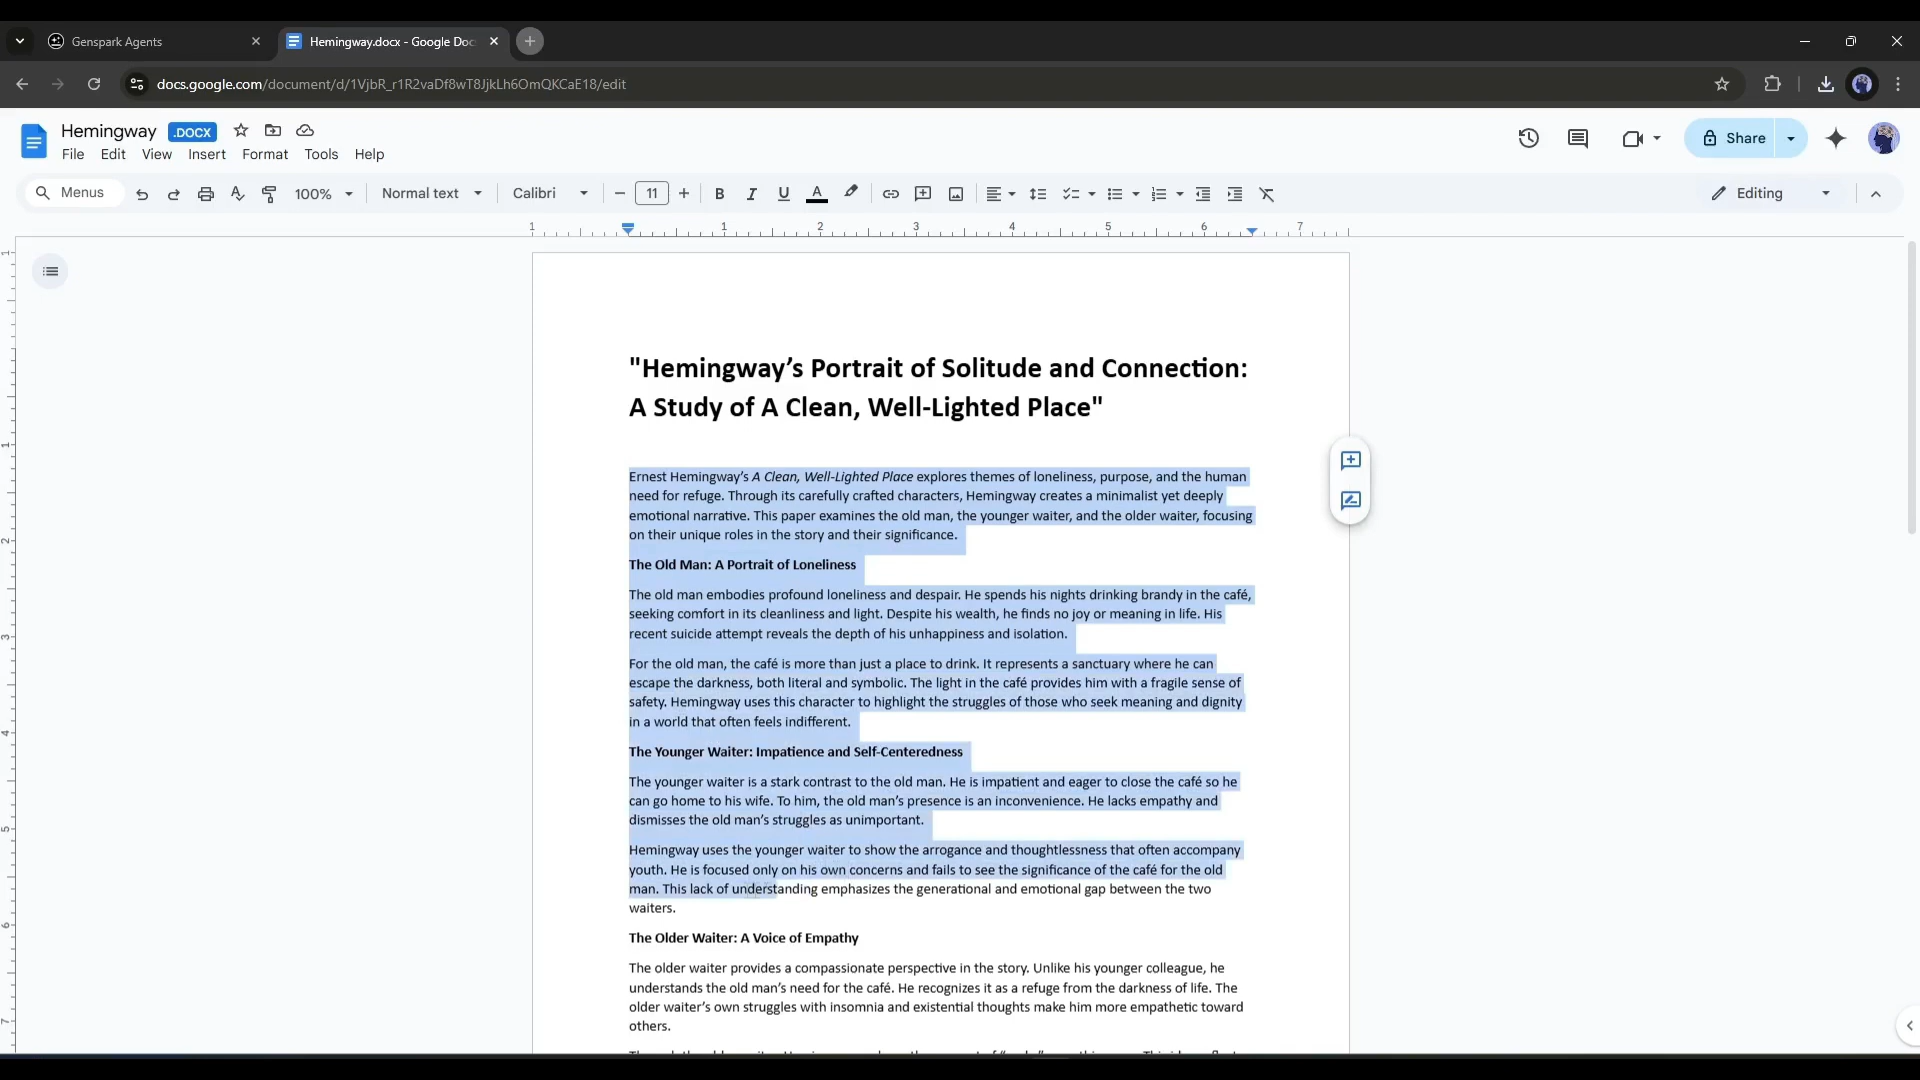 Genspark Agents
Hemingway.docx - Google Doc
docs.google.com/document/d/1VjbR_r1R2vaDf8wT8JjkLh6OmQKCaE18/edit
Hemingway .DOCX
Share
File Edit View Insert Format Tools Help
Menus 100% Normal text Calibri 11 B I U A Editing
1 1 2 3 4 5 6 7
"Hemingway’s Portrait of Solitude and Connection:
A Study of A Clean, Well-Lighted Place"
Ernest Hemingway’s A Clean, Well-Lighted Place explores themes of loneliness, purpose, and the human
need for refuge. Through its carefully crafted characters, Hemingway creates a minimalist yet deeply
emotional narrative. This paper examines the old man, the younger waiter, and the older waiter, focusing
on their unique roles in the story and their significance.
The Old Man: A Portrait of Loneliness
The old man embodies profound loneliness and despair. He spends his nights drinking brandy in the café,
seeking comfort in its cleanliness and light. Despite his wealth, he finds no joy or meaning in life. His
recent suicide attempt reveals the depth of his unhappiness and isolation.
For the old man, the café is more than just a place to drink. It represents a sanctuary where he can
escape the darkness, both literal and symbolic. The light in the café provides him with a fragile sense of
safety. Hemingway uses this character to highlight the struggles of those who seek meaning and dignity
in a world that often feels indifferent.
The Younger Waiter: Impatience and Self-Centeredness
The younger waiter is a stark contrast to the old man. He is impatient and eager to close the café so he
can go home to his wife. To him, the old man’s presence is an inconvenience. He lacks empathy and
dismisses the old man’s struggles as unimportant.
Hemingway uses the younger waiter to show the arrogance and thoughtlessness that often accompany
youth. He is focused only on his own concerns and fails to see the significance of the café for the old
man. This lack of understanding emphasizes the generational and emotional gap between the two
waiters.
The Older Waiter: A Voice of Empathy
The older waiter provides a compassionate perspective in the story. Unlike his younger colleague, he
understands the old man’s need for the café. He recognizes it as a refuge from the darkness of life. The
older waiter’s own struggles with insomnia and existential thoughts make him more empathetic toward
others.